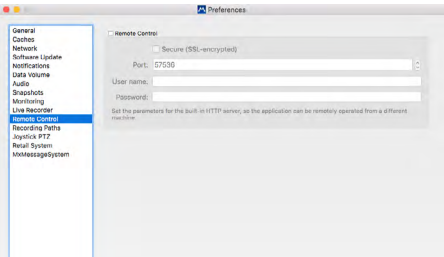 Preferences
General
Caches
Network
Software Update
Notifications
Data Volume
Audio
Snapshots
Monitoring
Live Recorder
Remote Control
Recording Paths
Joystick PTZ
Retail System
MxMessageSystem
Remote Control
Secure (SSL-encrypted)
Port: 57536
User name:
Password:
Set the parameters for the built-in HTTP server, so the application can be remotely operated from a different
machine.